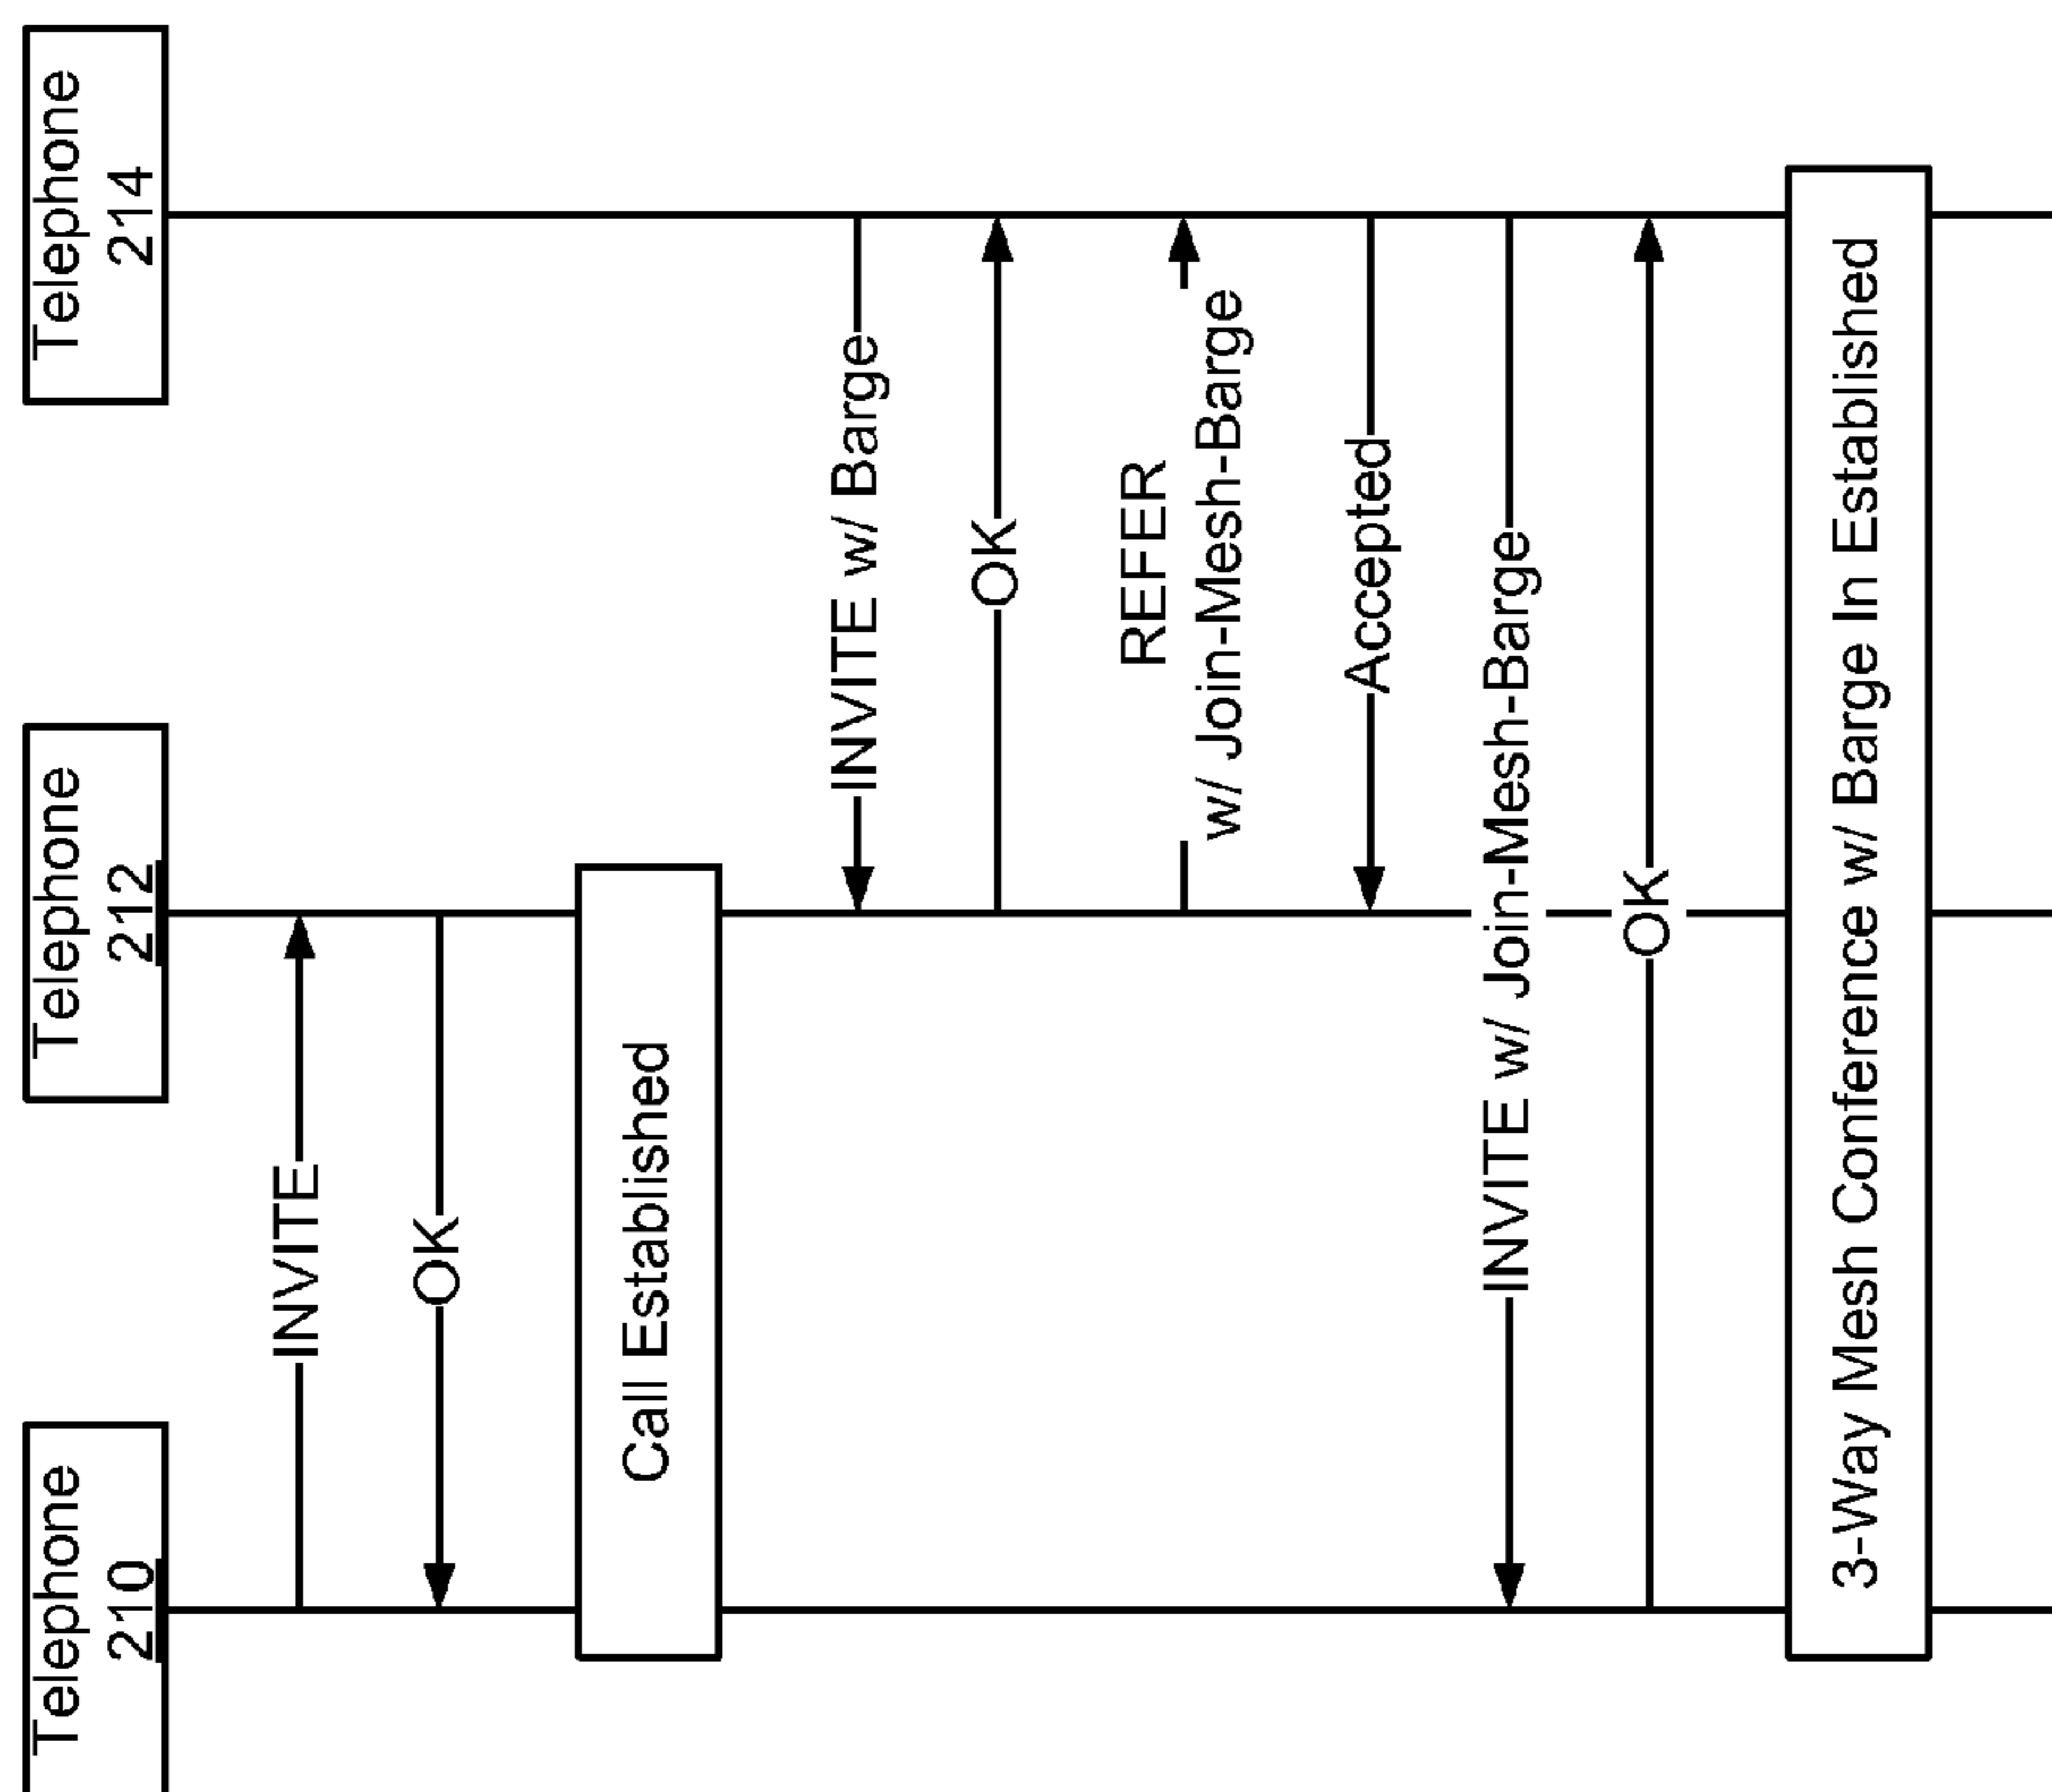 Telephone
210
Telephone
212
Telephone
214
INVITE
OK
Call Established
INVITE w/ Barge
OK
REFER
w/ Join-Mesh-Barge
Accepted
INVITE w/ Join-Mesh-Barge
OK
3-Way Mesh Conference w/ Barge In Established